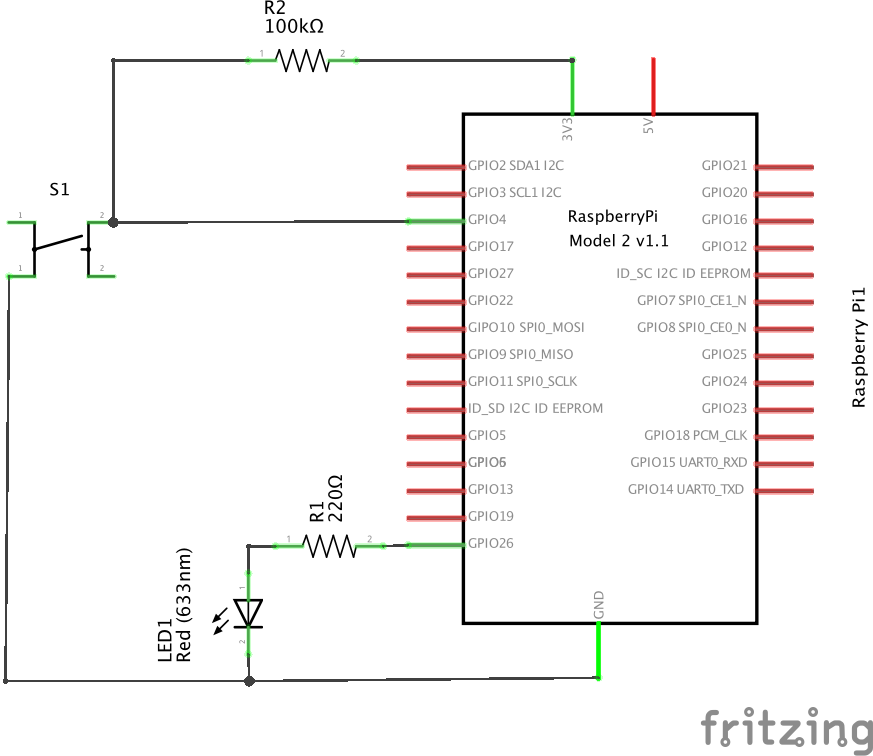 R2
100kΩ
1
2
3V3
5V
S1
1
2
1
2
GPIO2 SDA1 I2C
GPIO3 SCL1 I2C
GPIO4
GPIO17
GPIO27
GPIO22
GIPO10 SPI0_MOSI
GPIO9 SPI0_MISO
GPIO11 SPI0_SCLK
ID_SD I2C ID EEPROM
GPIO5
GPIO6
GPIO13
GPIO19
GPIO26
RaspberryPi
Model 2 v1.1
GPIO21
GPIO20
GPIO16
GPIO12
ID_SC I2C ID EEPROM
GPIO7 SPI0_CE1_N
GPIO8 SPI0_CE0_N
GPIO25
GPIO24
GPIO23
GPIO18 PCM_CLK
GPIO15 UART0_RXD
GPIO14 UART0_TXD
Raspberry Pi1
R1
220Ω
1
2
LED1
Red (633nm)
1
2
GND
fritzing